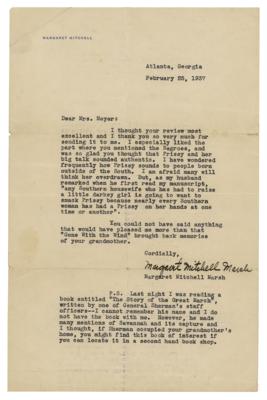 MARGARET MITCHELL
Atlanta, Georgia
February 25, 1937
Dear Mrs. Meyer:
I thought your review most
excellent and I thank you so very much for
sending it to me. I especially liked the
part where you mentioned the Negroes, and
was so glad you thought that Prissy and her
big talk sounded authentic. I have wondered
frequently how Prissy sounds to people born
outside of the South. I am afraid many will
think her overdrawn. But, as my husband
remarked when he first read my manuscript,
"any Southern housewife who has had to raise
a little darkey girl is going to want to
smack Prissy because nearly every Southern
woman has had a Prissy on her hands at one
time or another".
You could not have said anything
that would have pleased me more than that
"Gone With the Wind" brought back memories
of your grandmother.
Cordially,
Margaret Mitchell Marsh
Margaret Mitchell Marsh
P.S. Last night I was reading a
book entitled "The Story of the Great March",
written by one of General Sherman's staff
officers--I cannot remember his name and I do
not have the book with me. However, he made
many mentions of Savannah and its capture and
I thought, if Sherman occupied your grandmother's
home, you might find this book of interest if
you can locate it in a second hand book shop.